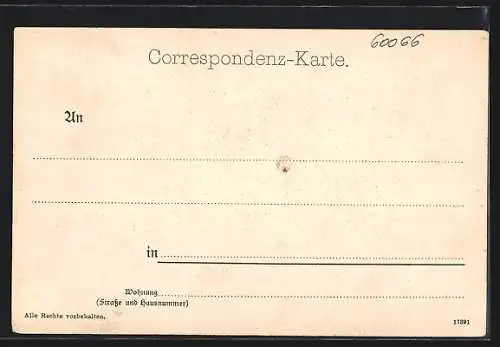 60066
Correspondenz-Karte.
An
in
Wohnung
(Straße und Hausnummer)
Alle Rechte vorbehalten.
17891